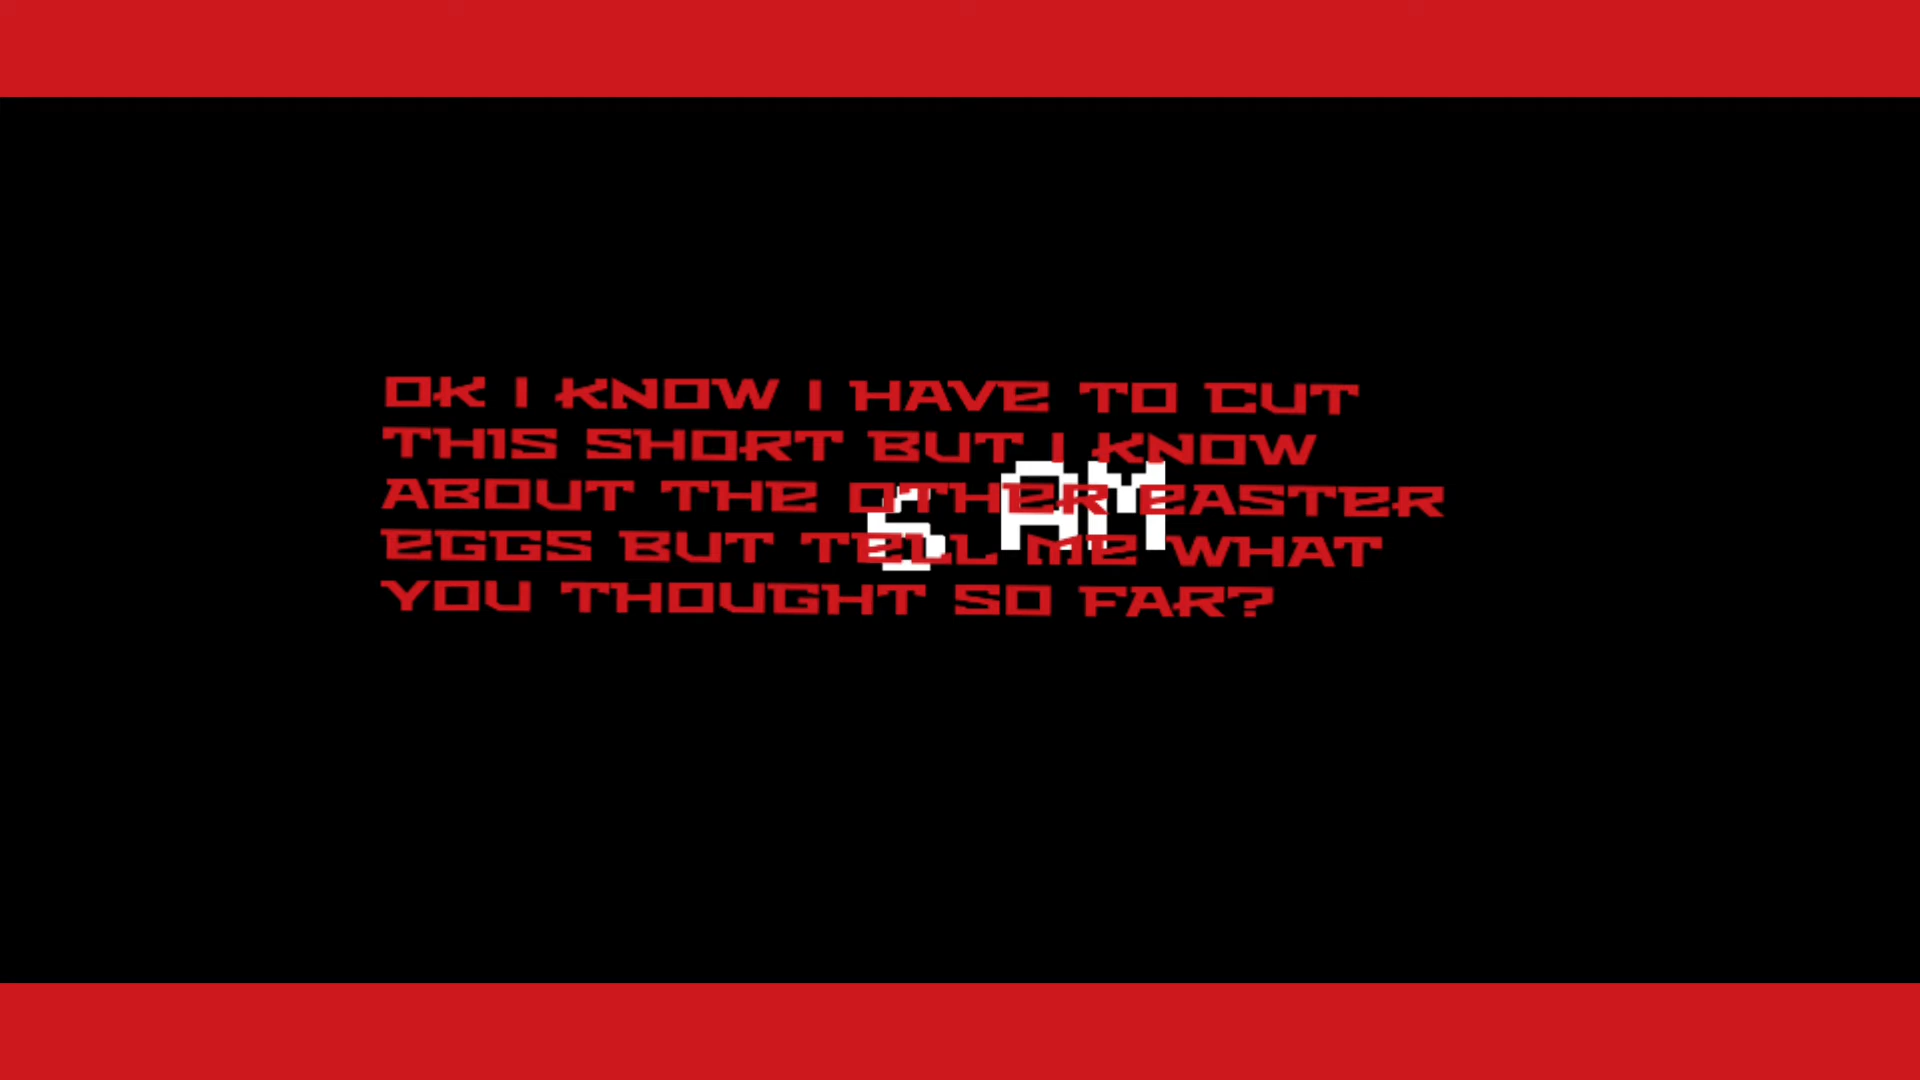 OK I KNOW I HAVE TO CUT
THIS SHORT BUT I KNOW
ABOUT THE OTHER EASTER
EGGS BUT TELL ME WHAT
YOU THOUGHT SO FAR?
AM